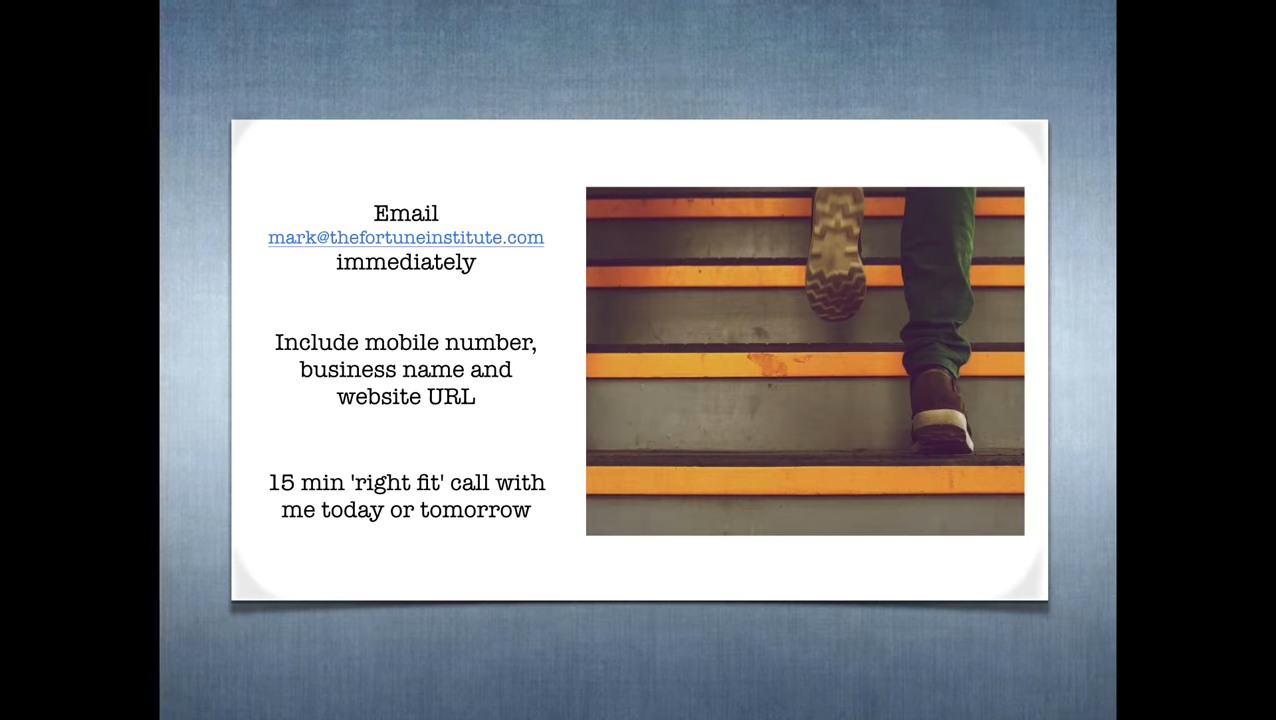 Email
mark@thefortuneinstitute.com
immediately
Include mobile number,
business name and
website URL
15 min 'right fit' call with
me today or tomorrow